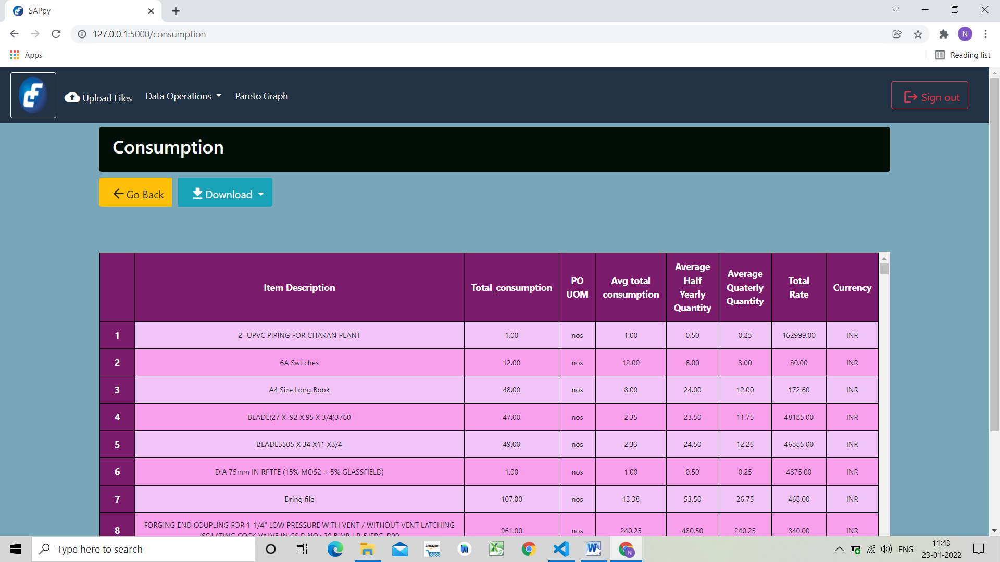 SAPpy
127.0.0.1:5000/consumption
N
Apps
Reading list
Upload Files
Data Operations
Pareto Graph
Sign out
Consumption
Go Back
Download
Item Description Total_consumption PO UOM Avg total consumption Average Half Yearly Quantity Average Quaterly Quantity Total Rate Currency
1 2” UPVC PIPING FOR CHAKAN PLANT 1.00 nos 1.00 0.50 0.25 162999.00 INR
2 6A Switches 12.00 nos 12.00 6.00 3.00 30.00 INR
3 A4 Size Long Book 48.00 nos 8.00 24.00 12.00 172.60 INR
4 BLADE(27 X .92 X.95 X 3/4)3760 47.00 nos 2.35 23.50 11.75 48185.00 INR
5 BLADE3505 X 34 X11 X3/4 49.00 nos 2.33 24.50 12.25 46885.00 INR
6 DIA 75mm IN RPTFE (15% MOS2 + 5% GLASSFIELD) 1.00 nos 1.00 0.50 0.25 4875.00 INR
7 Dring file 107.00 nos 13.38 53.50 26.75 468.00 INR
8 FORGING END COUPLING FOR 1-1/4" LOW PRESSURE WITH VENT / WITHOUT VENT LATCHING 961.00 nos 240.25 480.50 240.25 840.00 INR
Type here to search
amazon
N
ENG
11:43
23-01-2022